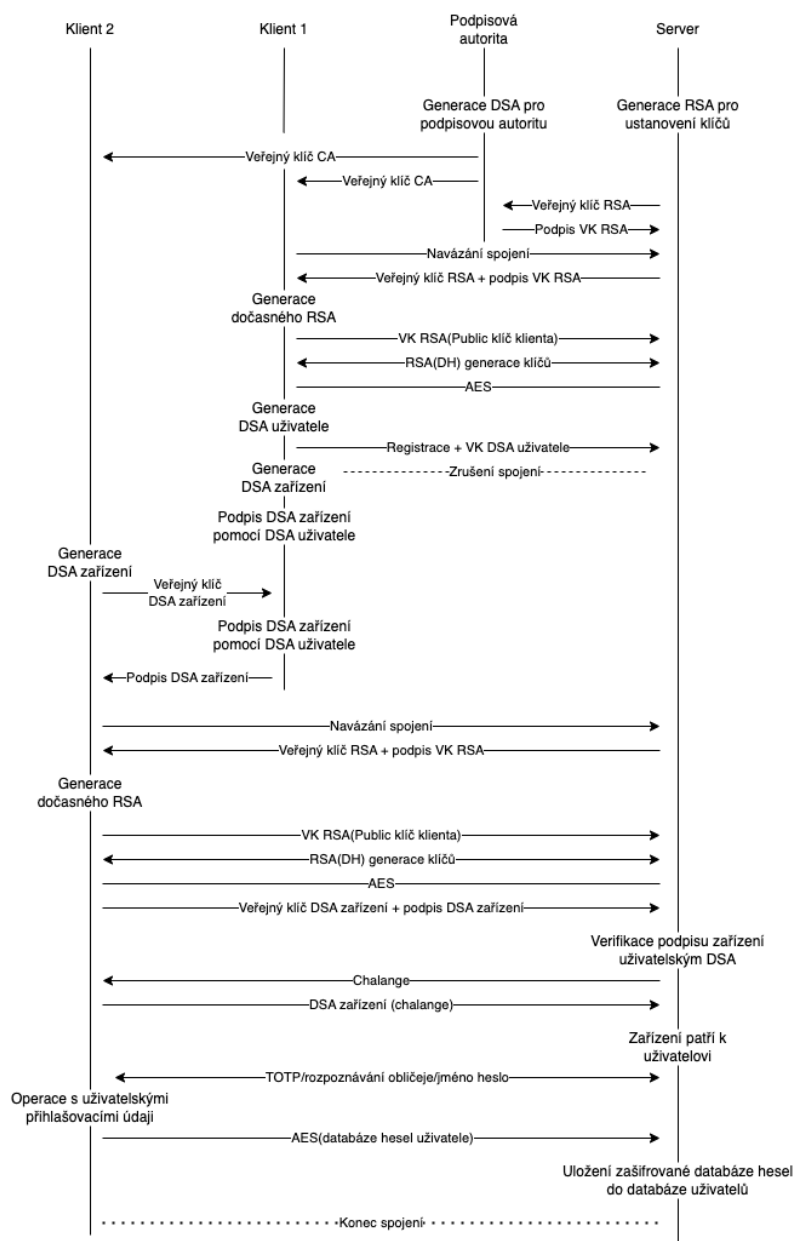 Klient 2
Klient 1
Podpisová
autorita
Server
Generace DSA pro
podpisovou autoritu
Generace RSA pro
ustanovení klíčů
Veřejný klíč CA
Veřejný klíč CA
Veřejný klíč RSA
Podpis VK RSA
Navázání spojení
Veřejný klíč RSA + podpis VK RSA
Generace
dočasného RSA
VK RSA(Public klíč klienta)
RSA(DH) generace klíčů
AES
Generace
DSA uživatele
Registrace + VK DSA uživatele
Generace
DSA zařízení
Zrušení spojení
Podpis DSA zařízení
pomocí DSA uživatele
Generace
DSA zařízení
Veřejný klíč
DSA zařízení
Podpis DSA zařízení
pomocí DSA uživatele
Podpis DSA zařízení
Navázání spojení
Veřejný klíč RSA + podpis VK RSA
Generace
dočasného RSA
VK RSA(Public klíč klienta)
RSA(DH) generace klíčů
AES
Veřejný klíč DSA zařízení + podpis DSA zařízení
Verifikace podpisu zařízení
uživatelským DSA
Chalange
DSA zařízení (chalange)
Zařízení patří k
uživatelovi
TOTP/rozpoznávání obličeje/jméno heslo
Operace s uživatelskými
přihlašovacími údaji
AES(databáze hesel uživatele)
Uložení zašifrované databáze hesel
do databáze uživatelů
Konec spojení